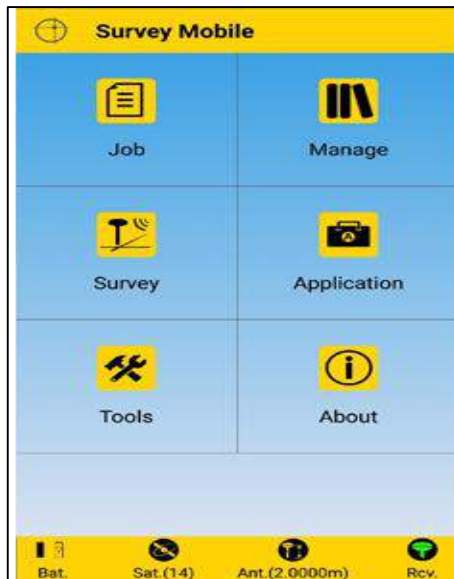 Survey Mobile
Job
Manage
Survey
Application
Tools
About
Bat.
Sat.(14)
Ant.(2.0000m)
Rcv.